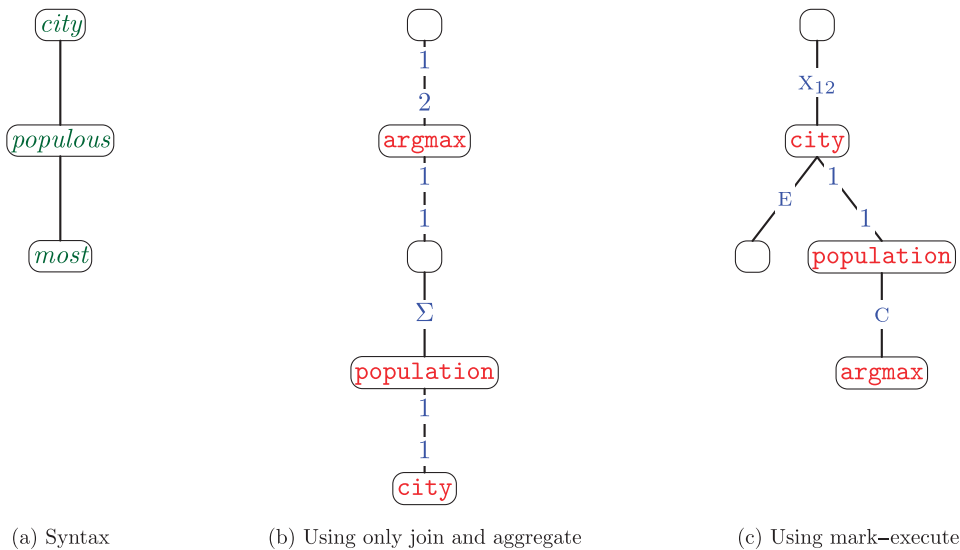 city
populous
most
(a) Syntax
1
2
argmax
1
1
Σ
population
1
1
city
(b) Using only join and aggregate
X12
city
E
1
1
population
C
argmax
(c) Using mark–execute